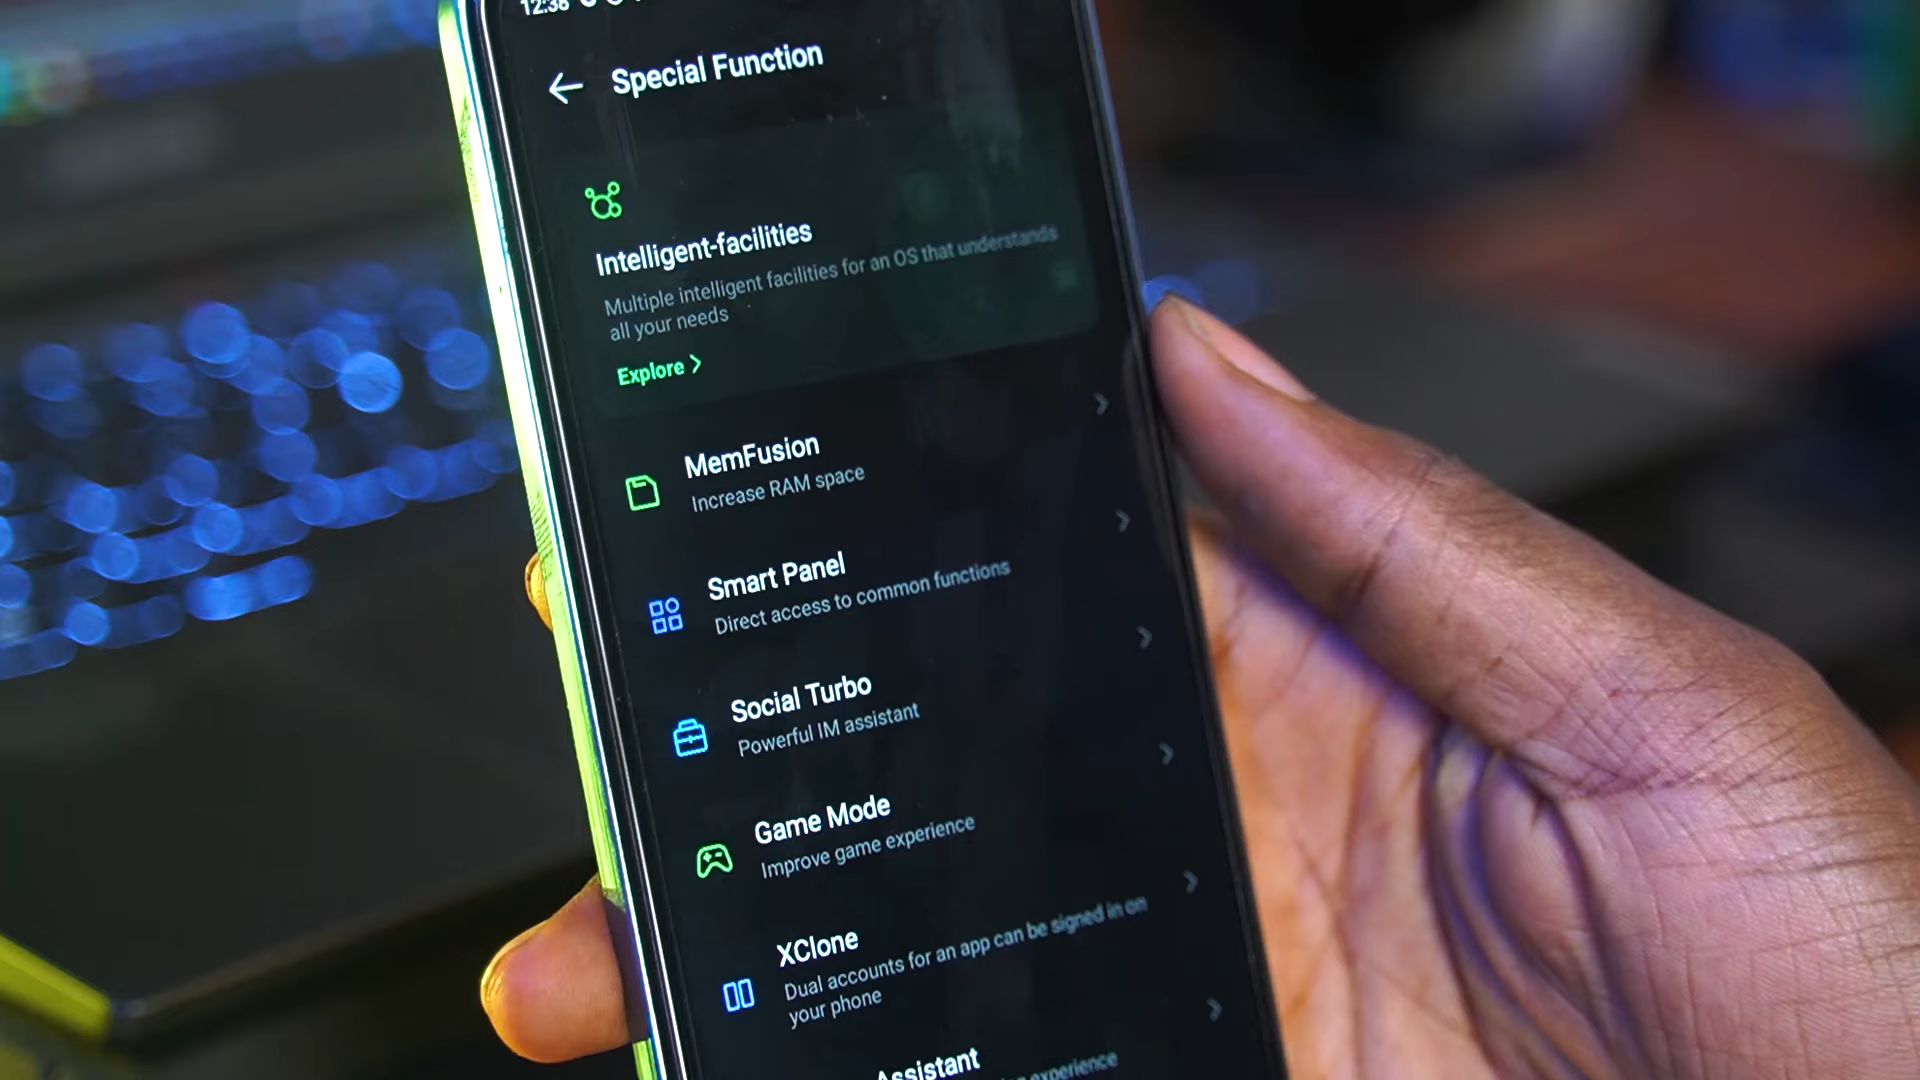 12:38
Special Function
Intelligent-facilities
Multiple intelligent facilities for an OS that understands
all your needs
Explore
MemFusion
Increase RAM space
Smart Panel
Direct access to common functions
Social Turbo
Powerful IM assistant
Game Mode
Improve game experience
XClone
Dual accounts for an app can be signed in on
your phone
Assistant
experience